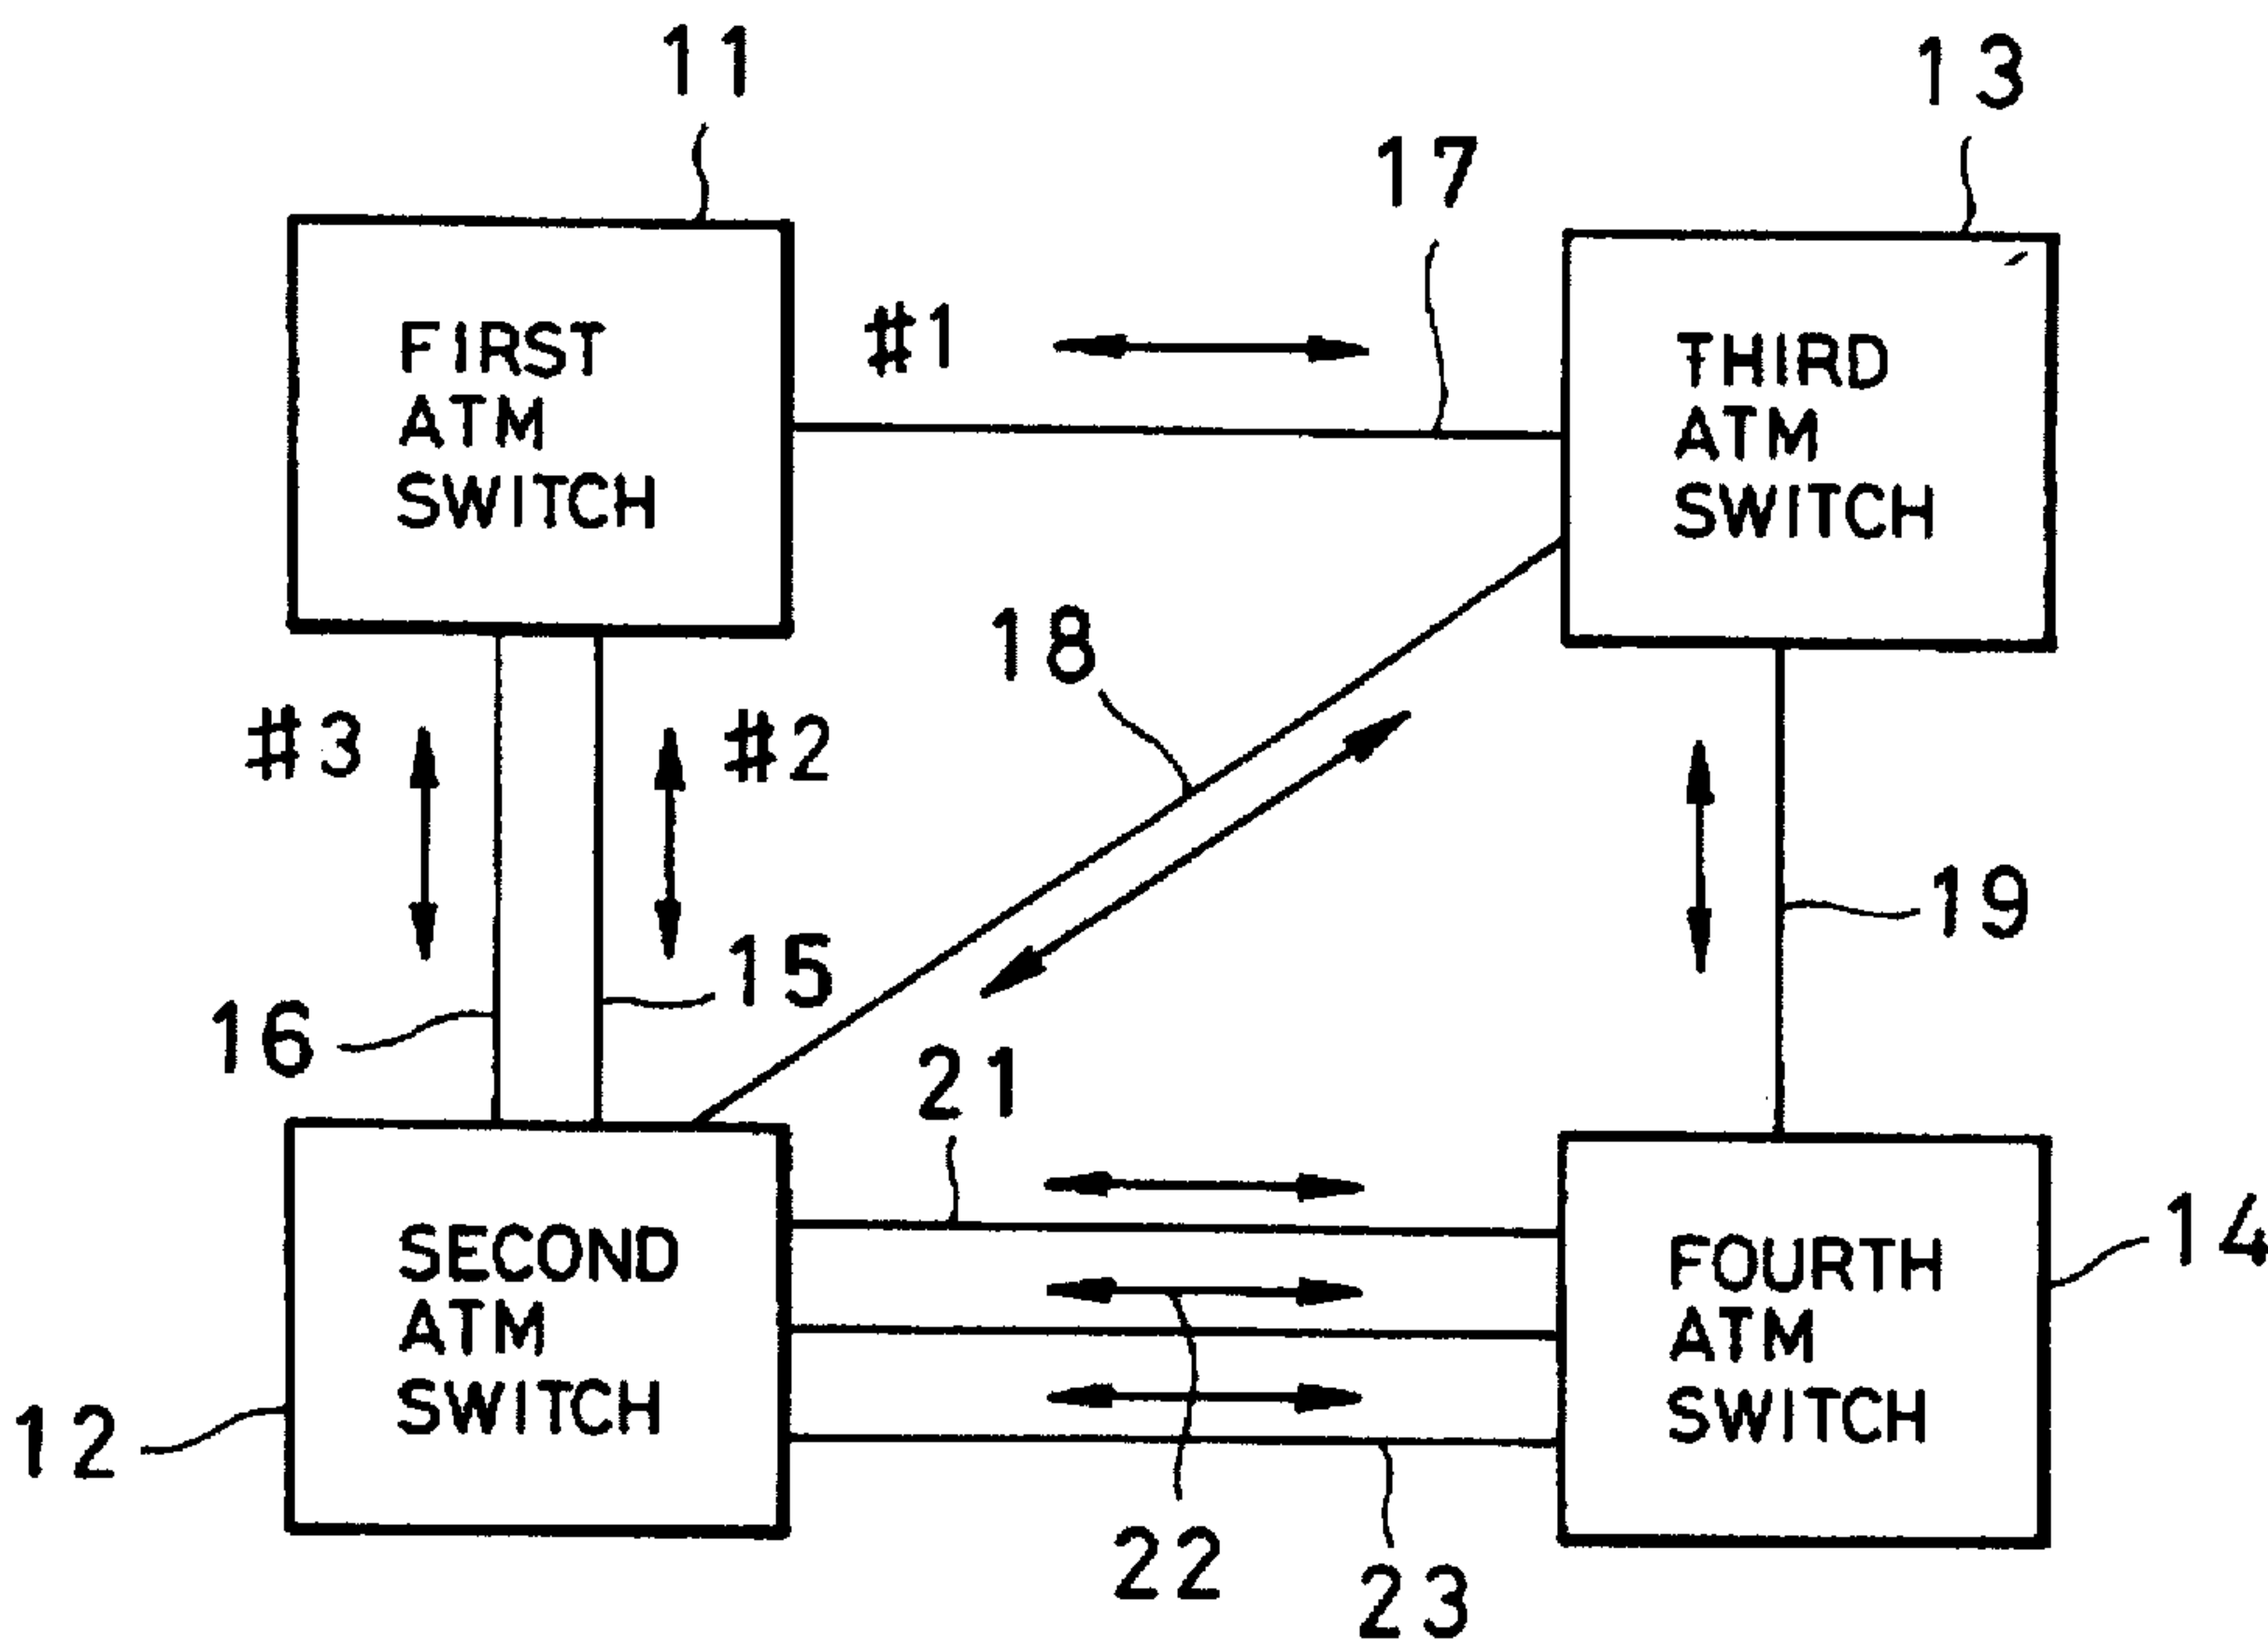 11
13
17
FIRST
ATM
SWITCH
#1
THIRD
ATM
SWITCH
18
#3
#2
19
15
16
21
SECOND
ATM
SWITCH
FOURTH
ATM
SWITCH
14
12
22
23